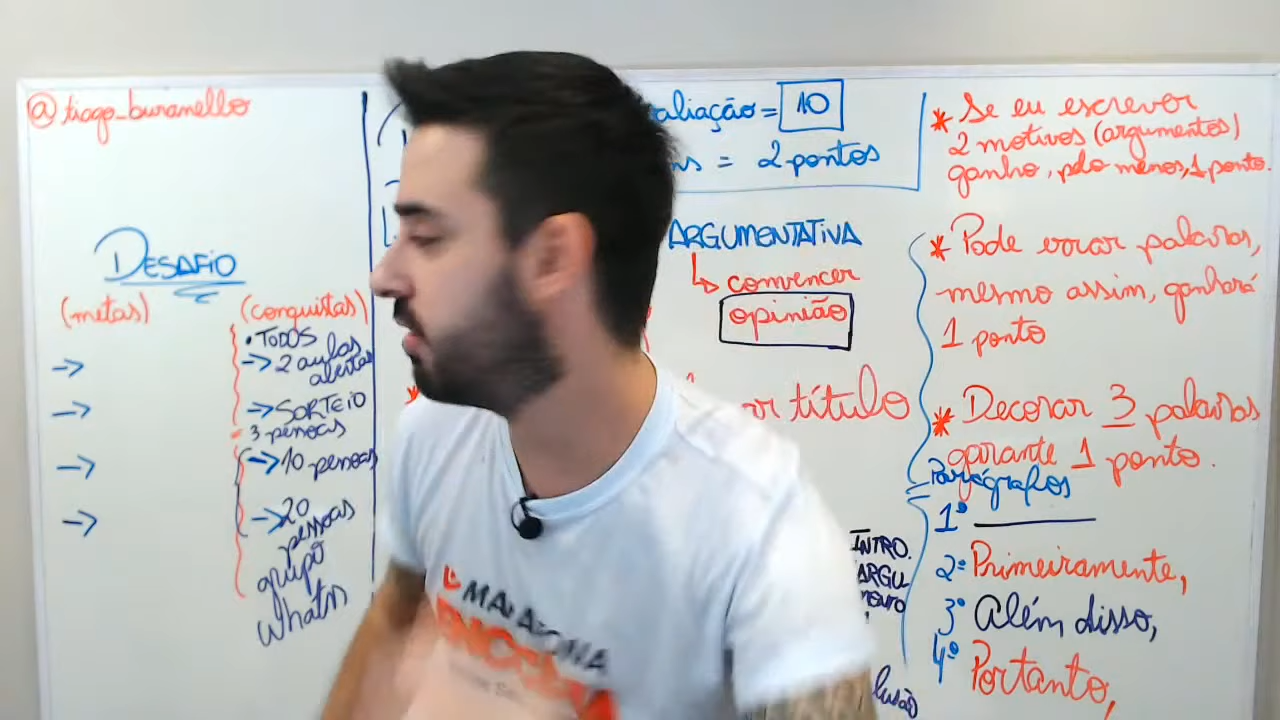 @tiago_buranello
DESAFIO
(metas)
(conquistas)
• TODOS
→ 2 aulas
abertas
→ SORTEIO
3 pessoas
→ 10 pessoas
→ 20
pessoas
grupo
whats
= 10
= 2 pontos
ARGUMENTATIVA
↳ convencer
opinião
título
INTRO.
ARGU
MENTO
* Se eu escrever
2 motivos (argumentos)
ganho, pelo menos, 1 ponto.
* Pode errar palavras,
mesmo assim, ganhará
1 ponto
* Decorar 3 palavras
garante 1 ponto.
Parágrafos
1º
2º Primeiramente,
3º Além disso,
4º Portanto,